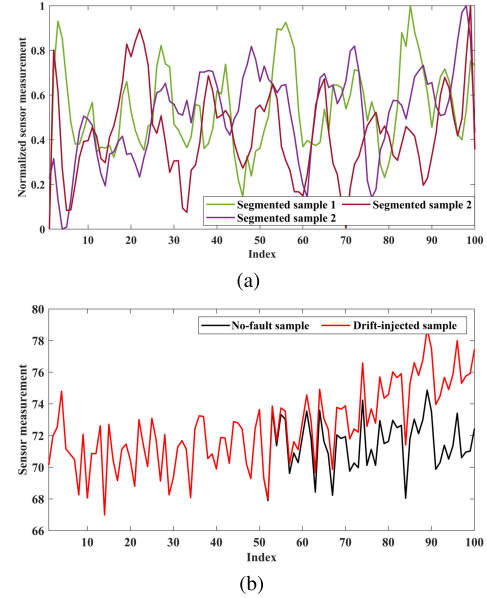 1
0.8
0.6
0.4
0.2
0
Normalized sensor measurement
Segmented sample 1
Segmented sample 2
Segmented sample 2
10 20 30 40 50 60 70 80 90 100
Index
(a)
80
78
76
74
72
70
68
66
Sensor measurement
No-fault sample
Drift-injected sample
10 20 30 40 50 60 70 80 90 100
Index
(b)